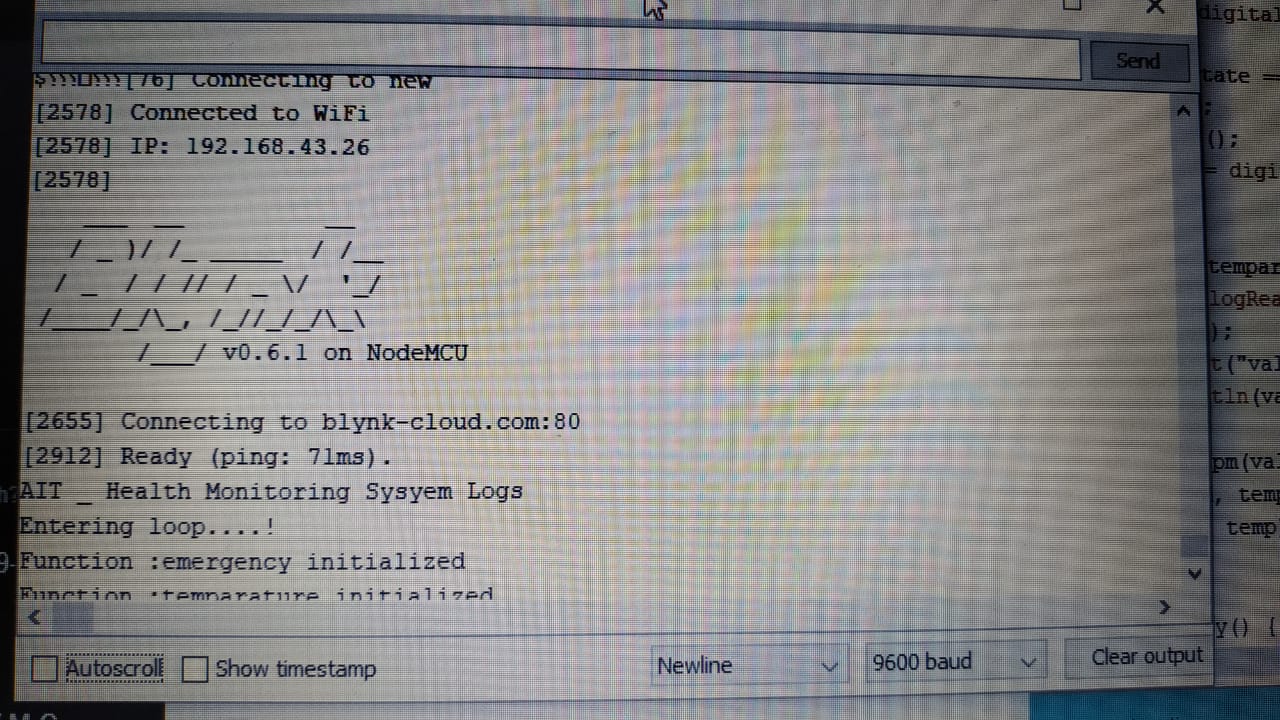 Send
[76] Connecting to new
[2578] Connected to WiFi
[2578] IP: 192.168.43.26
[2578]
   ___  __          __
  / _ )/ /_ _____  / /__
 / _  / / // / _ \/  '_/
/____/_/\_, /_//_/_/\_\
       /___/ v0.6.1 on NodeMCU
[2655] Connecting to blynk-cloud.com:80
[2912] Ready (ping: 71ms).
AIT _ Health Monitoring Sysyem Logs
Entering loop....!
Function :emergency initialized
Function :temparature initialized
Autoscroll
Show timestamp
Newline
9600 baud
Clear output
digital
tate =
;
();
= digi
tempar
logRea
);
t("val
tln(va
pm(va
, tem
temp
y() {